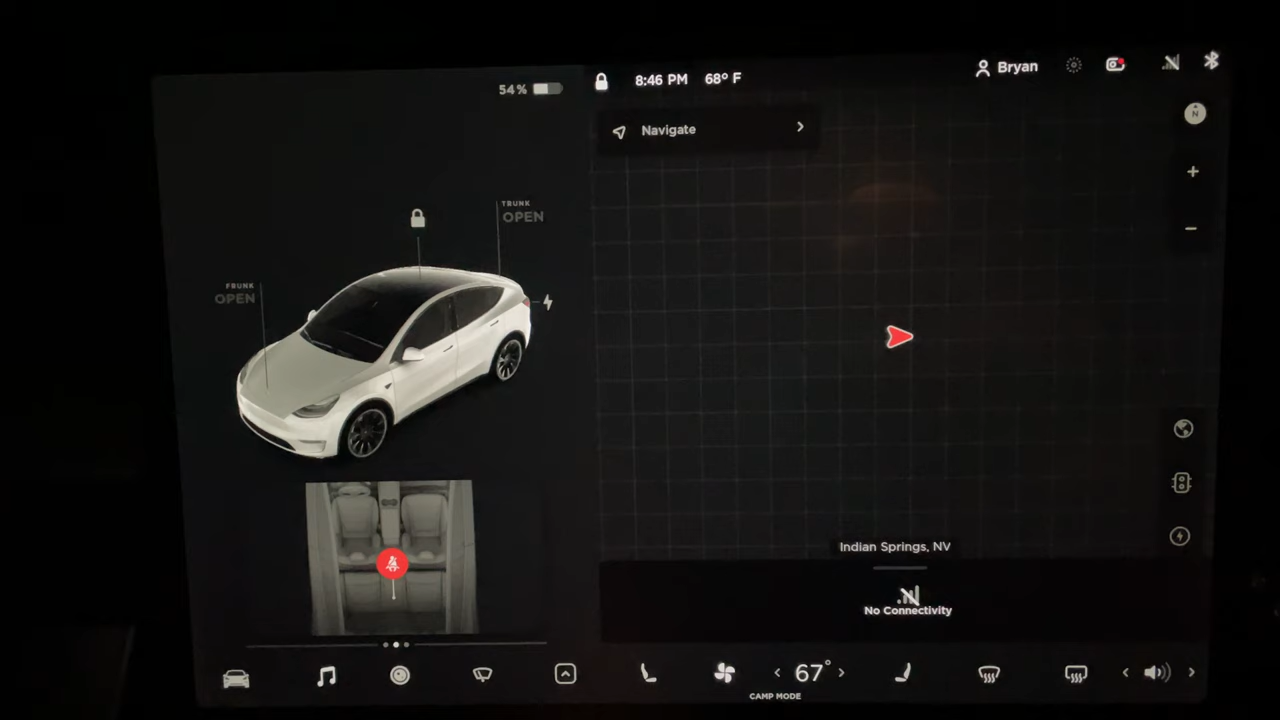 54%
8:46 PM 68° F
Bryan
N
Navigate
TRUNK
OPEN
FRUNK
OPEN
Indian Springs, NV
No Connectivity
67°
CAMP MODE